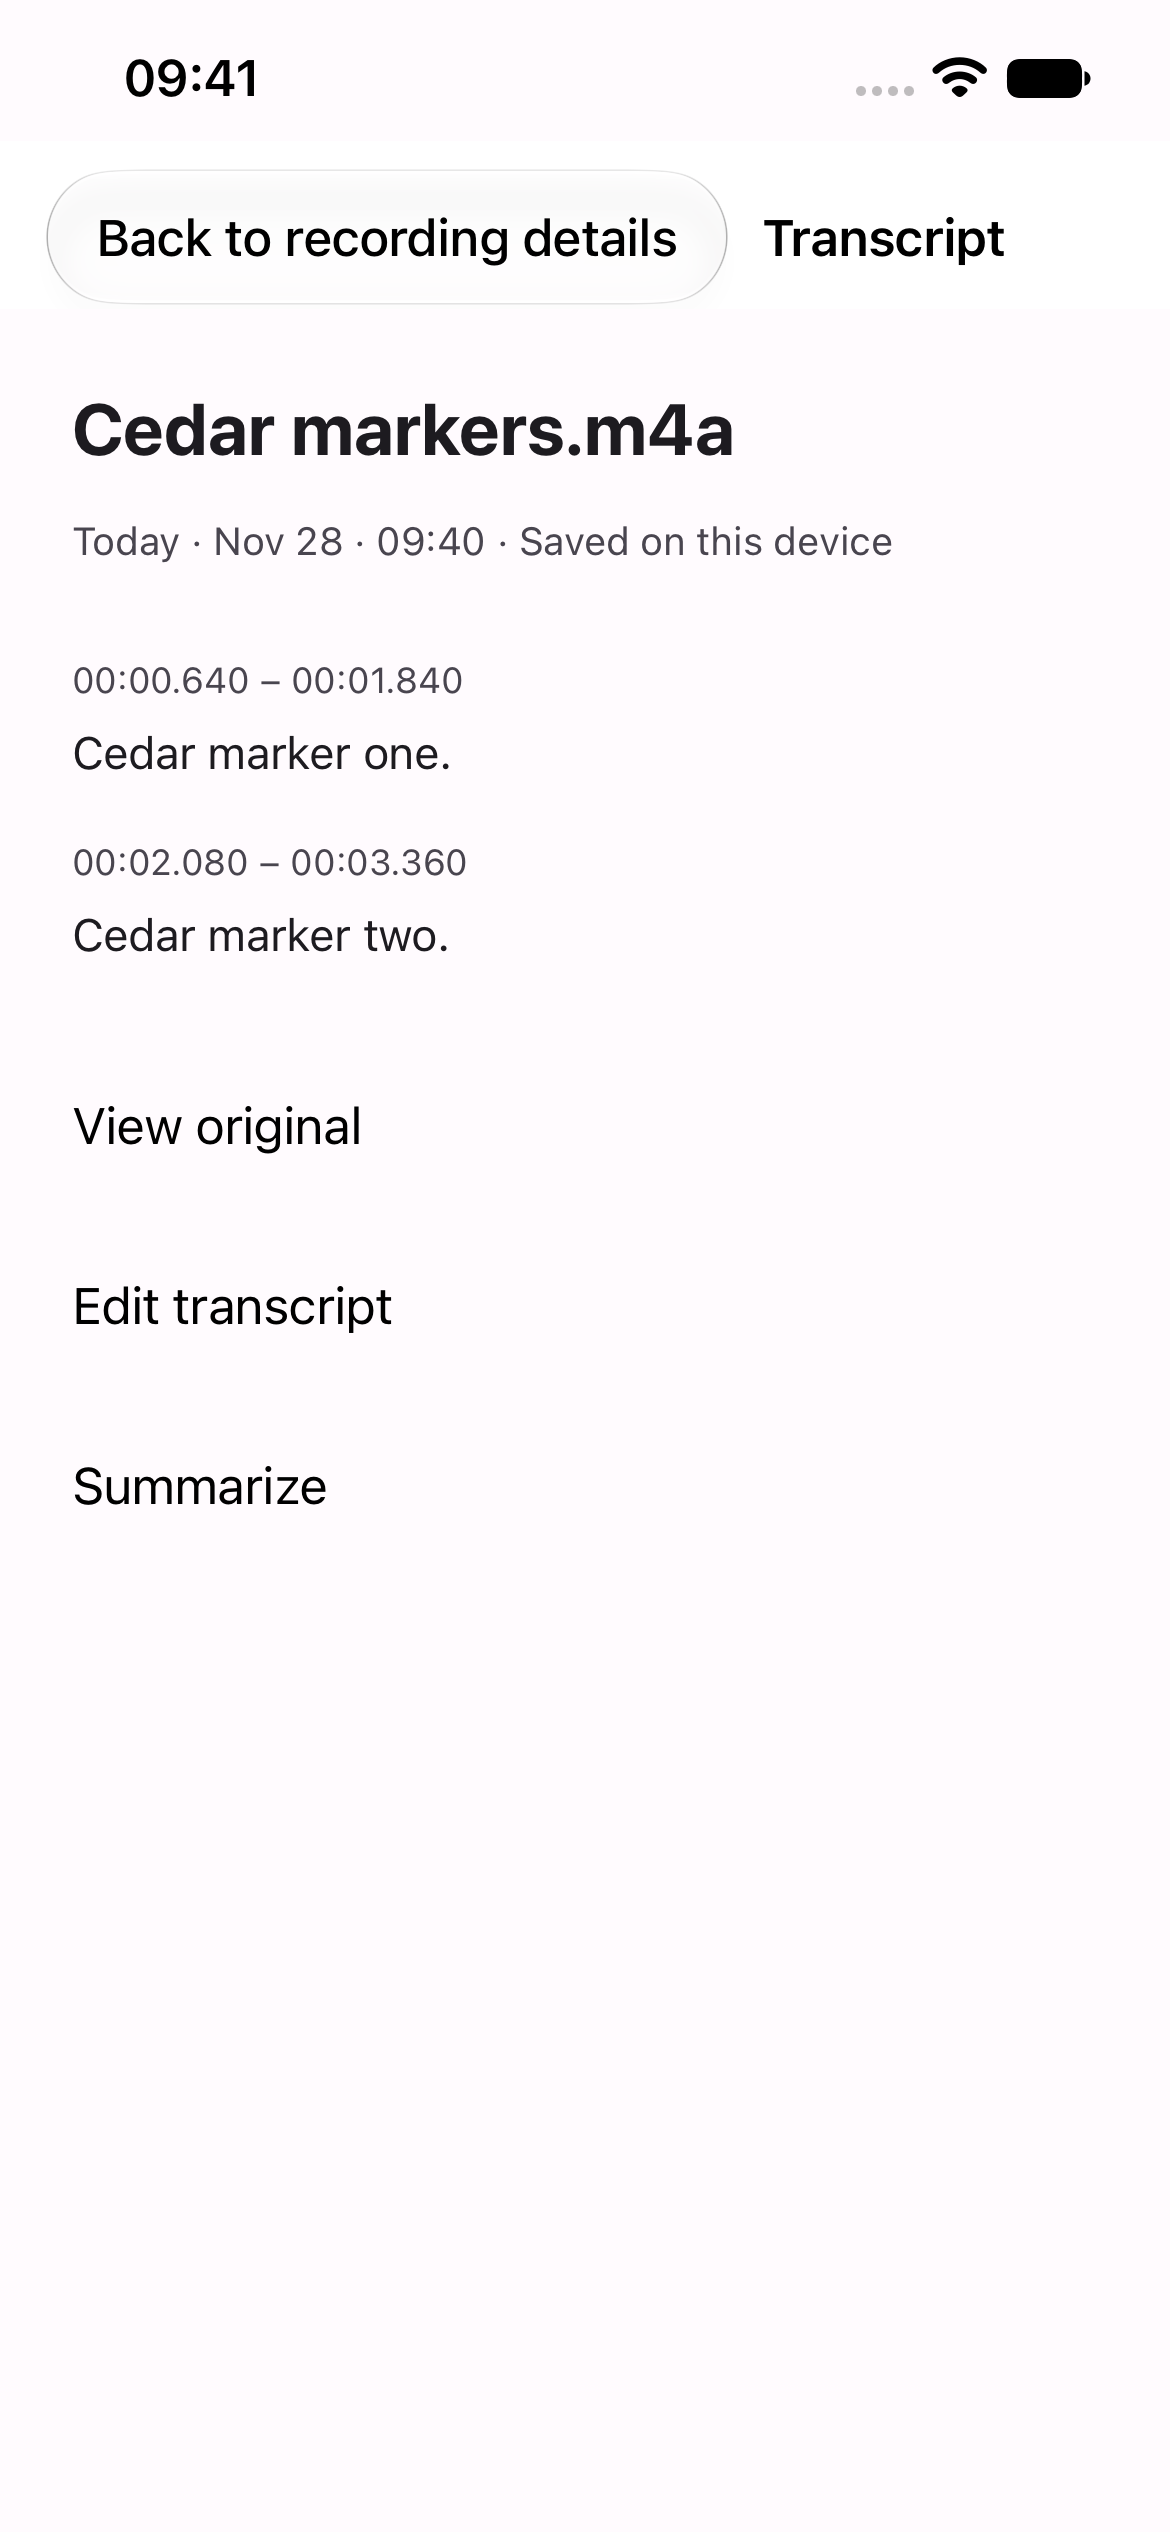 09:41
Back to recording details Transcript
Cedar markers.m4a
Today · Nov 28 · 09:40 · Saved on this device
00:00.640 – 00:01.840
Cedar marker one.
00:02.080 – 00:03.360
Cedar marker two.
View original
Edit transcript
Summarize